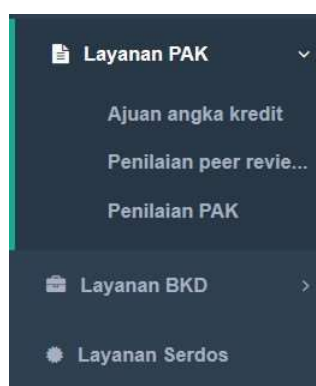 Layanan PAK
Ajuan angka kredit
Penilaian peer revie...
Penilaian PAK
Layanan BKD
Layanan Serdos